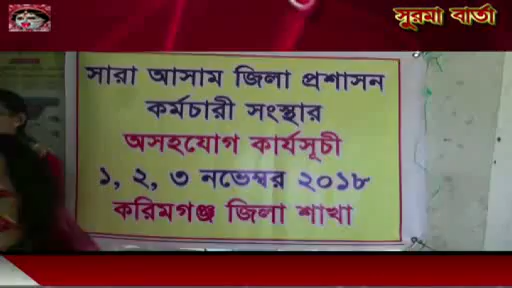 সুরমা বার্তা
সারা আসাম জিলা প্রশাসন
কর্মচারী সংস্থার
অসহযোগ কার্যসূচী
১, ২, ৩ নভেম্বর ২০১৮
করিমগঞ্জ জিলা শাখা